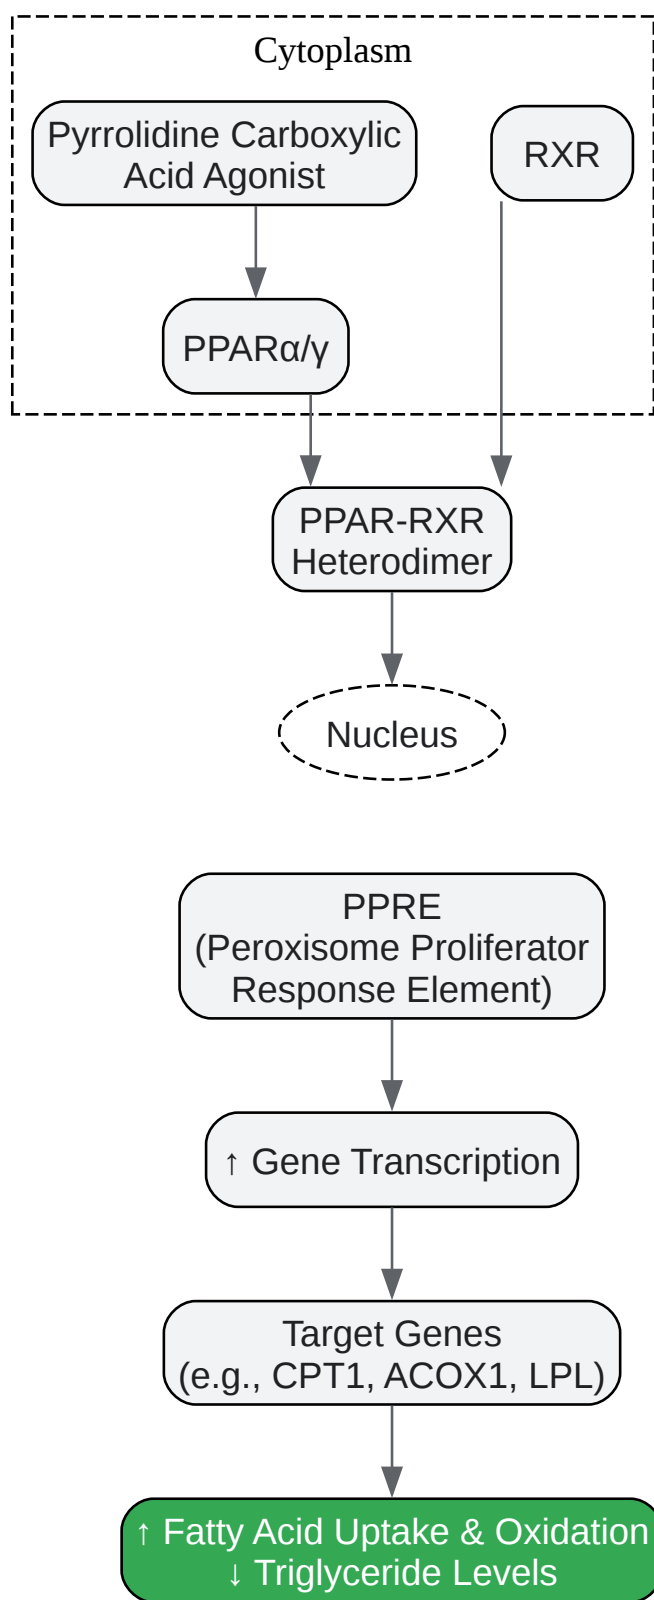 Cytoplasm
Pyrrolidine Carboxylic
Acid Agonist
RXR
PPARα/γ
PPAR-RXR
Heterodimer
Nucleus
PPRE
(Peroxisome Proliferator
Response Element)
↑ Gene Transcription
Target Genes
(e.g., CPT1, ACOX1, LPL)
↑ Fatty Acid Uptake & Oxidation
↓ Triglyceride Levels